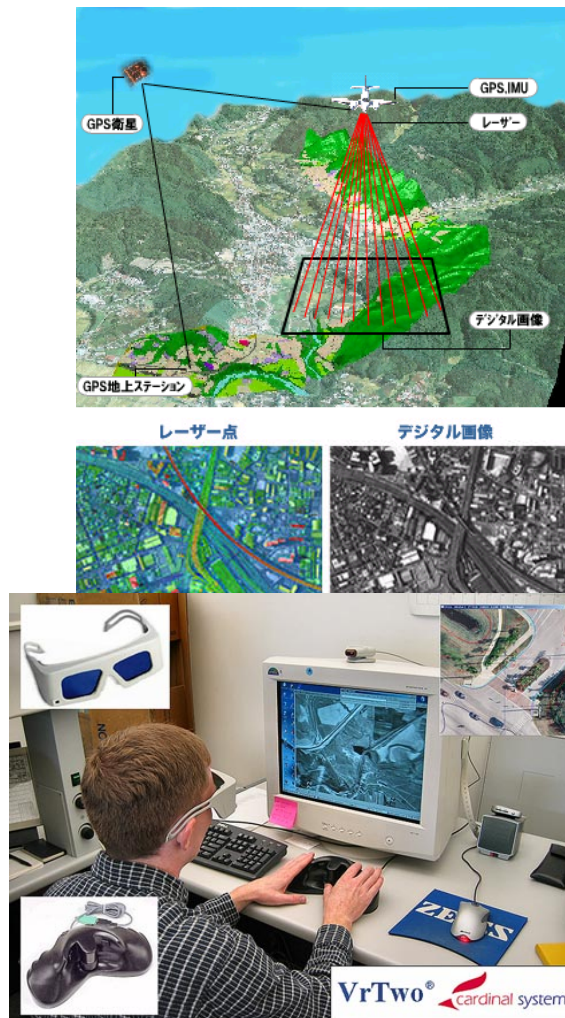 GPS,IMU
GPS衛星
レーザー
デジタル画像
GPS地上ステーション
レーザー点
デジタル画像
ZEISS
VrTwo®
cardinal systems